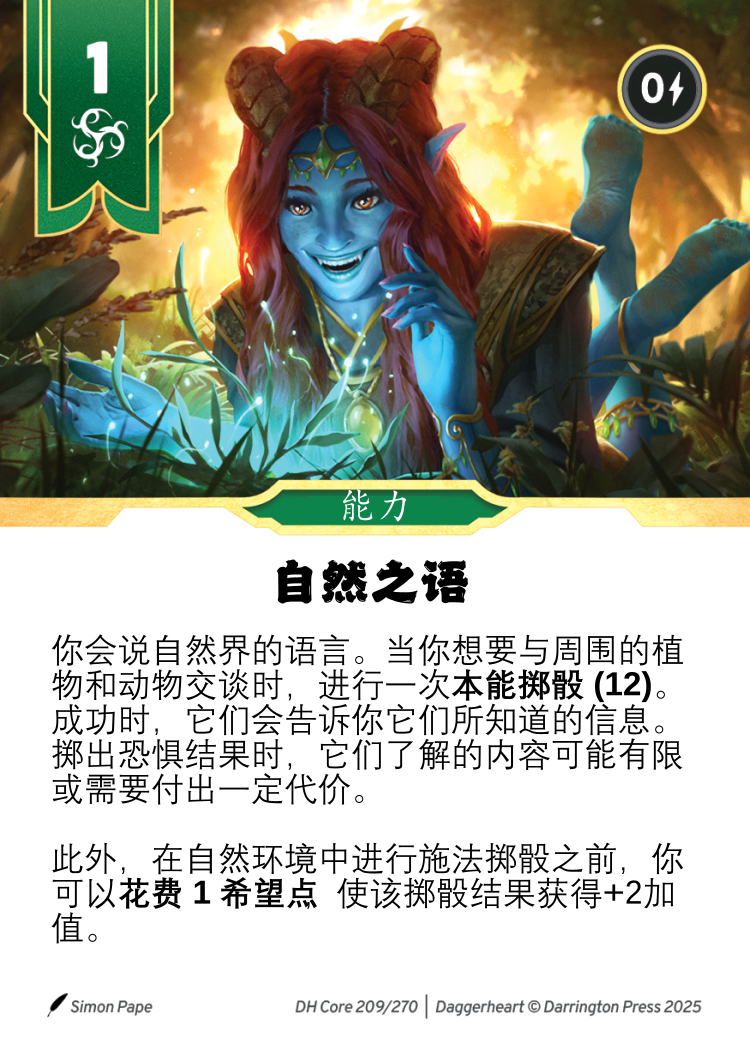 1
0
能力
自然之语
你会说自然界的语言。当你想要与周围的植
物和动物交谈时，进行一次本能掷骰 (12)。
成功时，它们会告诉你它们所知道的信息。
掷出恐惧结果时，它们了解的内容可能有限
或需要付出一定代价。
此外，在自然环境中进行施法掷骰之前，你
可以花费 1 希望点 使该掷骰结果获得+2加
值。
Simon Pape
DH Core 209/270 | Daggerheart © Darrington Press 2025